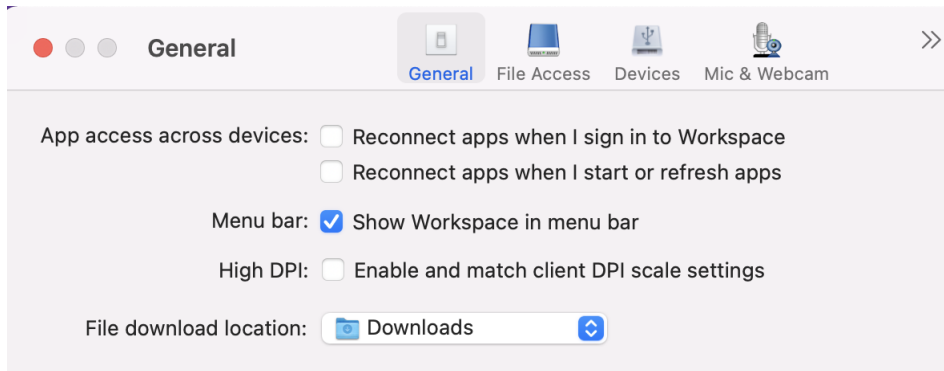 General
General File Access Devices Mic & Webcam
App access across devices: Reconnect apps when I sign in to Workspace
Reconnect apps when I start or refresh apps
Menu bar: Show Workspace in menu bar
High DPI: Enable and match client DPI scale settings
File download location: Downloads